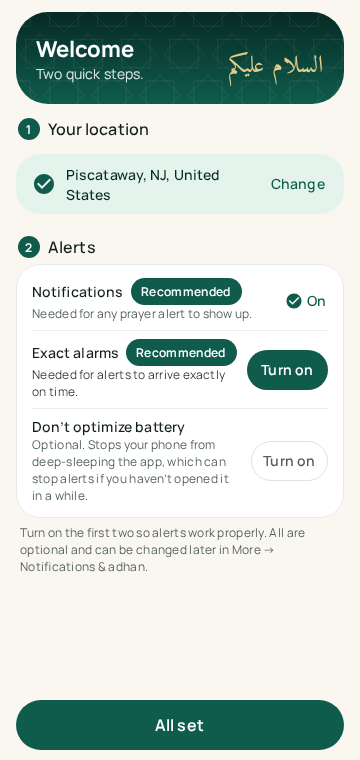 Welcome
Two quick steps.
السلام عليكم
1 Your location
Piscataway, NJ, United
States
Change
2 Alerts
Notifications Recommended
Needed for any prayer alert to show up.
On
Exact alarms Recommended
Needed for alerts to arrive exactly
on time.
Turn on
Don't optimize battery
Optional. Stops your phone from
deep-sleeping the app, which can
stop alerts if you haven't opened it
in a while.
Turn on
Turn on the first two so alerts work properly. All are
optional and can be changed later in More →
Notifications & adhan.
All set